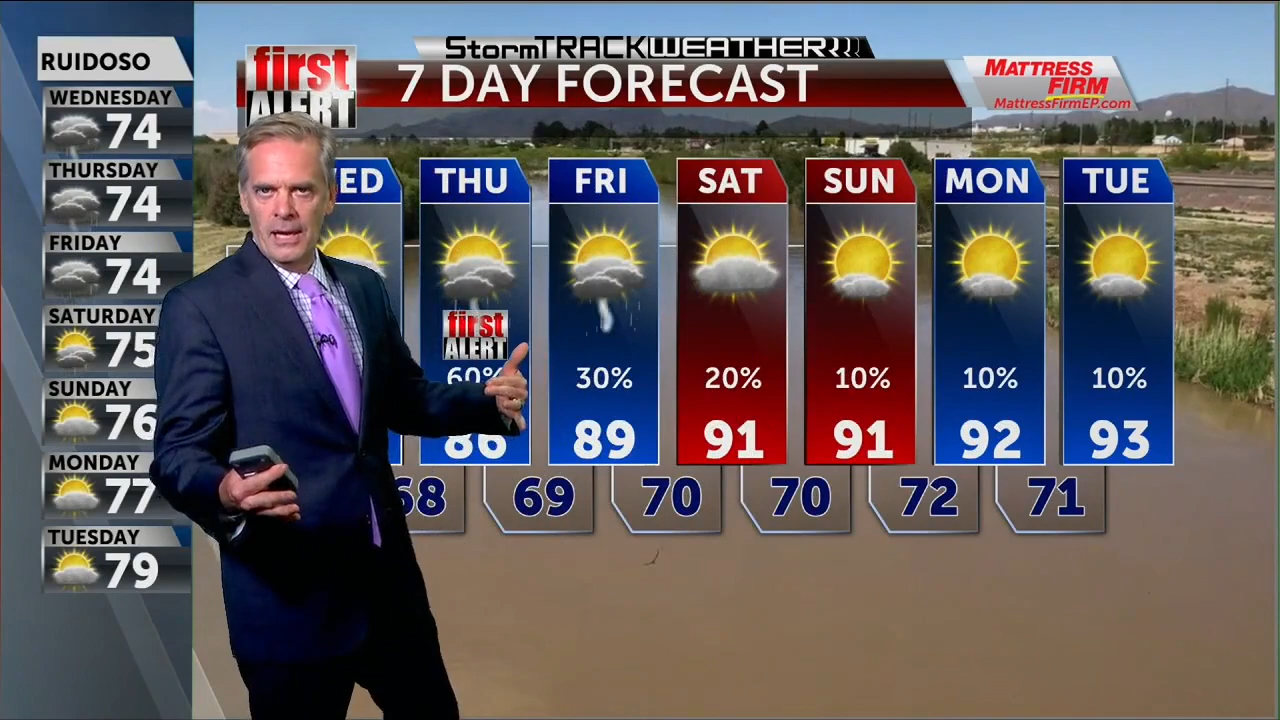 RUIDOSO
WEDNESDAY
74
THURSDAY
74
FRIDAY
74
SATURDAY
75
SUNDAY
76
MONDAY
77
TUESDAY
79
StormTRACKWEATHER
first
ALERT
7 DAY FORECAST
MATTRESS
FIRM
MattressFirmEP.com
THU FRI SAT SUN MON TUE
first
ALERT
60% 30% 20% 10% 10% 10%
86 89 91 91 92 93
68 69 70 70 72 71